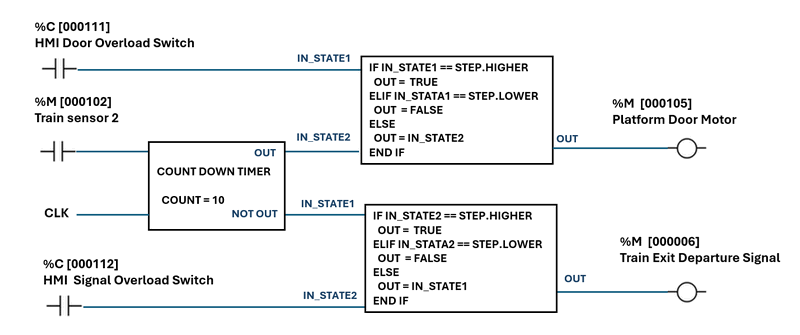 %C [000111]
HMI Door Overload Switch
IN_STATE1
IF IN_STATE1 == STEP.HIGHER
OUT = TRUE
ELIF IN_STATA1 == STEP.LOWER
OUT = FALSE
ELSE
OUT = IN_STATE2
END IF
%M [000102]
Train sensor 2
IN_STATE2
OUT
%M [000105]
Platform Door Motor
OUT
COUNT DOWN TIMER
COUNT = 10
NOT OUT
CLK
IN_STATE1
IF IN_STATE2 == STEP.HIGHER
OUT = TRUE
ELIF IN_STATA2 == STEP.LOWER
OUT = FALSE
ELSE
OUT = IN_STATE1
END IF
%C [000112]
HMI Signal Overload Switch
IN_STATE2
OUT
%M [000006]
Train Exit Departure Signal